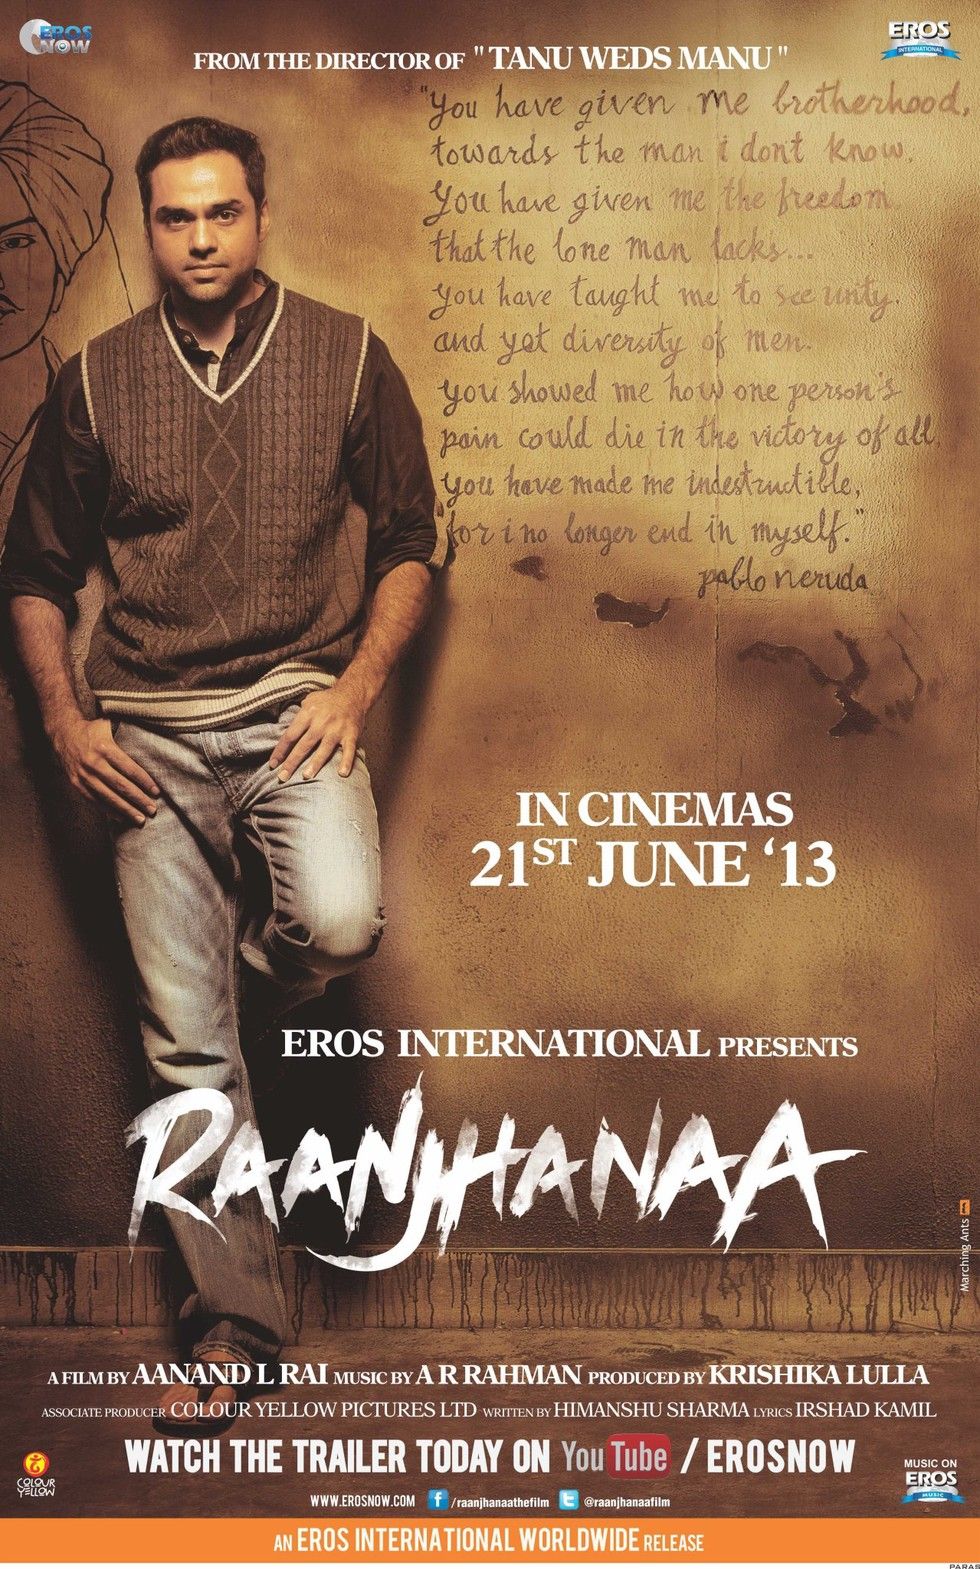 EROS NOW
EROS INTERNATIONAL
FROM THE DIRECTOR OF "TANU WEDS MANU"
"You have given me brotherhood,
towards the man i dont know.
You have given me the freedom
that the lone man lacks...
you have taught me to see unity.
and yet diversity of men.
you showed me how one person's
pain could die in the victory of all,
you have made me indestructible,
for i no longer end in myself."
pablo neruda
IN CINEMAS
21ST JUNE '13
EROS INTERNATIONAL PRESENTS
RAANJHANAA
Marching Ants
A FILM BY AANAND L RAI MUSIC BY A R RAHMAN PRODUCED BY KRISHIKA LULLA
ASSOCIATE PRODUCER COLOUR YELLOW PICTURES LTD WRITTEN BY HIMANSHU SHARMA LYRICS IRSHAD KAMIL
WATCH THE TRAILER TODAY ON YouTube / EROSNOW
COLOUR YELLOW
MUSIC ON
EROS MUSIC
WWW.EROSNOW.COM f /raanjhanaathefilm t @raanjhanaafilm
AN EROS INTERNATIONAL WORLDWIDE RELEASE
PARAS